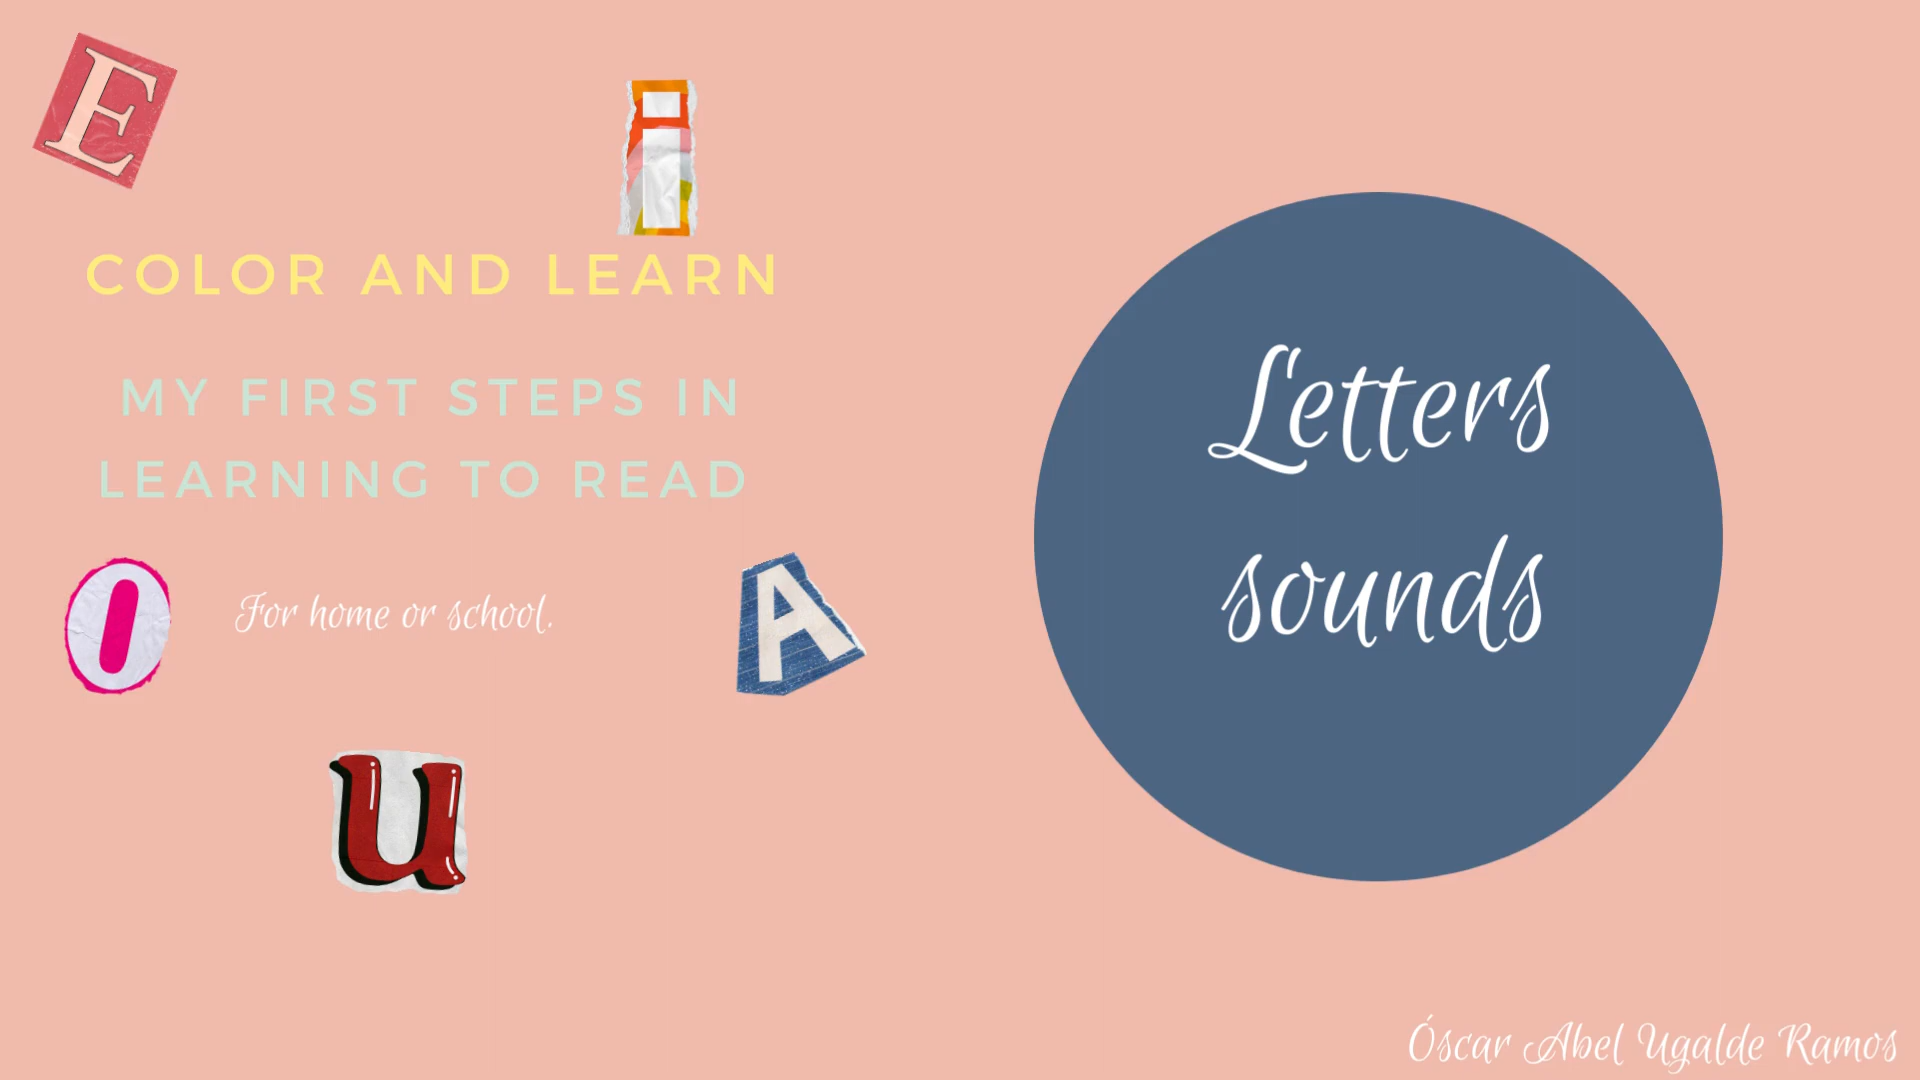 E
i
COLOR AND LEARN
MY FIRST STEPS IN
LEARNING TO READ
O
For home or school.
A
u
Letters
sounds
Óscar Abel Ugalde Ramos